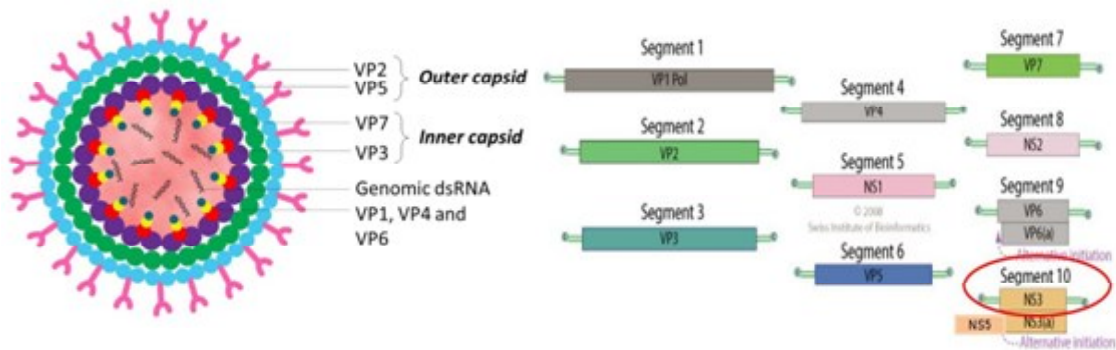 VP2
VP5
Outer capsid
VP7
VP3
Inner capsid
Genomic dsRNA
VP1, VP4 and
VP6
Segment 1
VP1 Pol
Segment 2
VP2
Segment 3
VP3
Segment 4
VP4
Segment 5
NS1
© 2008
Swiss Institute of Bioinformatics
Segment 6
VP5
Segment 7
VP7
Segment 8
NS2
Segment 9
VP6
VP6(a)
Alternative initiation
Segment 10
NS3
NS5
NS3(a)
Alternative initiation